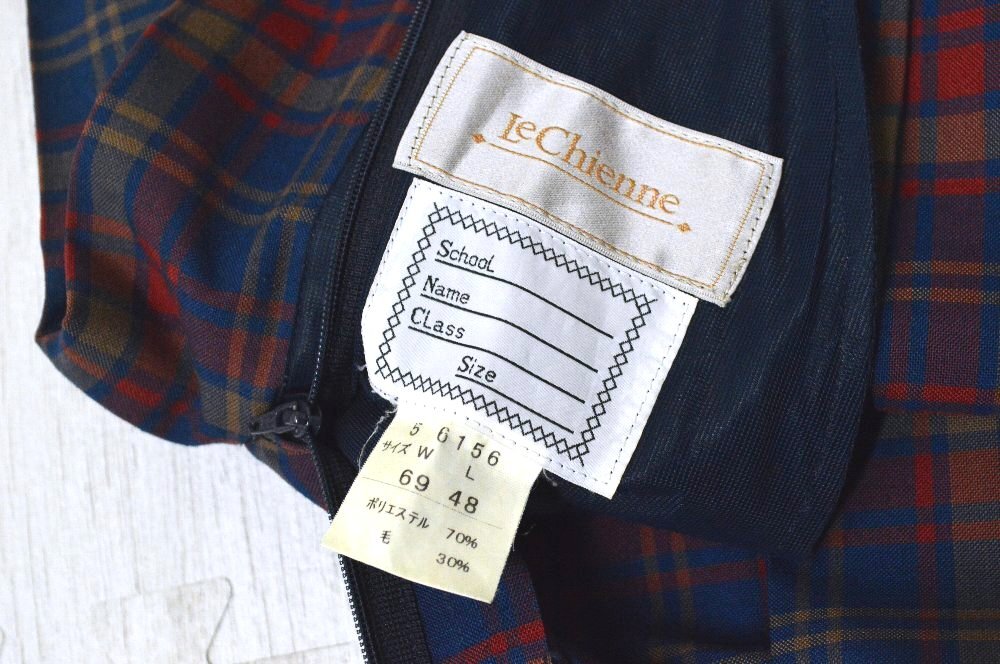 LeChienne
School
Name
CLass
Size
5 6156
サイズ W L
69 48
ポリエステル 70%
毛 30%